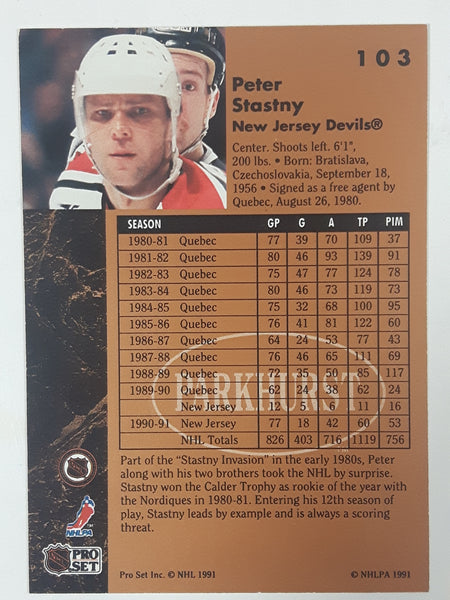 103
Peter
Stastny
New Jersey Devils®
Center. Shoots left. 6'1",
200 lbs. • Born: Bratislava,
Czechoslovakia, September 18,
1956 • Signed as a free agent by
Quebec, August 26, 1980.
SEASON GP G A TP PIM
1980-81 Quebec 77 39 70 109 37
1981-82 Quebec 80 46 93 139 91
1982-83 Quebec 75 47 77 124 78
1983-84 Quebec 80 46 73 119 73
1984-85 Quebec 75 32 68 100 95
1985-86 Quebec 76 41 81 122 60
1986-87 Quebec 64 24 53 77 43
1987-88 Quebec 76 46 65 111 69
1988-89 Quebec 72 35 50 85 117
1989-90 Quebec 62 24 38 62 24
New Jersey 12 5 6 11 16
1990-91 New Jersey 77 18 42 60 53
NHL Totals 826 403 716 1119 756
PARKHURST
Part of the "Stastny Invasion" in the early 1980s, Peter
along with his two brothers took the NHL by surprise.
Stastny won the Calder Trophy as rookie of the year with
the Nordiques in 1980-81. Entering his 12th season of
play, Stastny leads by example and is always a scoring
threat.
NHLPA
PRO
SET
Pro Set Inc. © NHL 1991 © NHLPA 1991